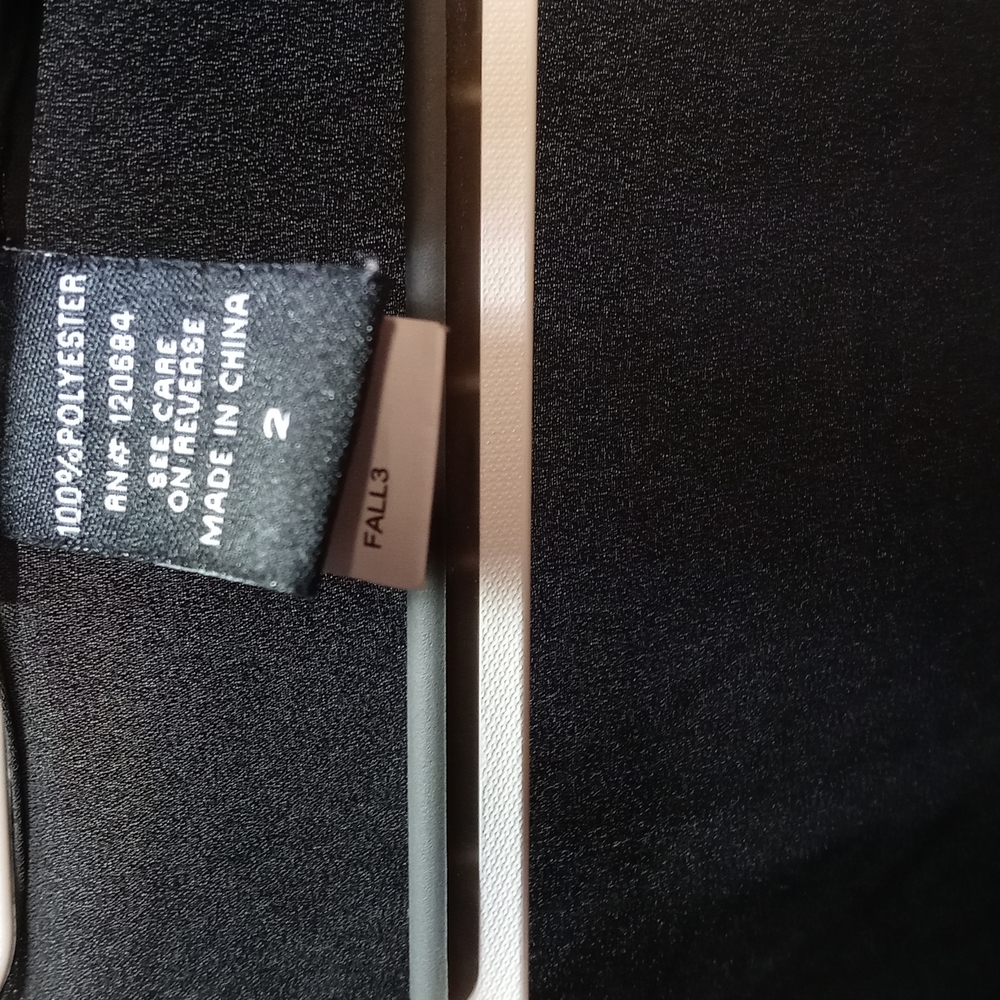 100%POLYESTER
RN# 120684
SEE CARE
ON REVERSE
MADE IN CHINA
2
FALL3